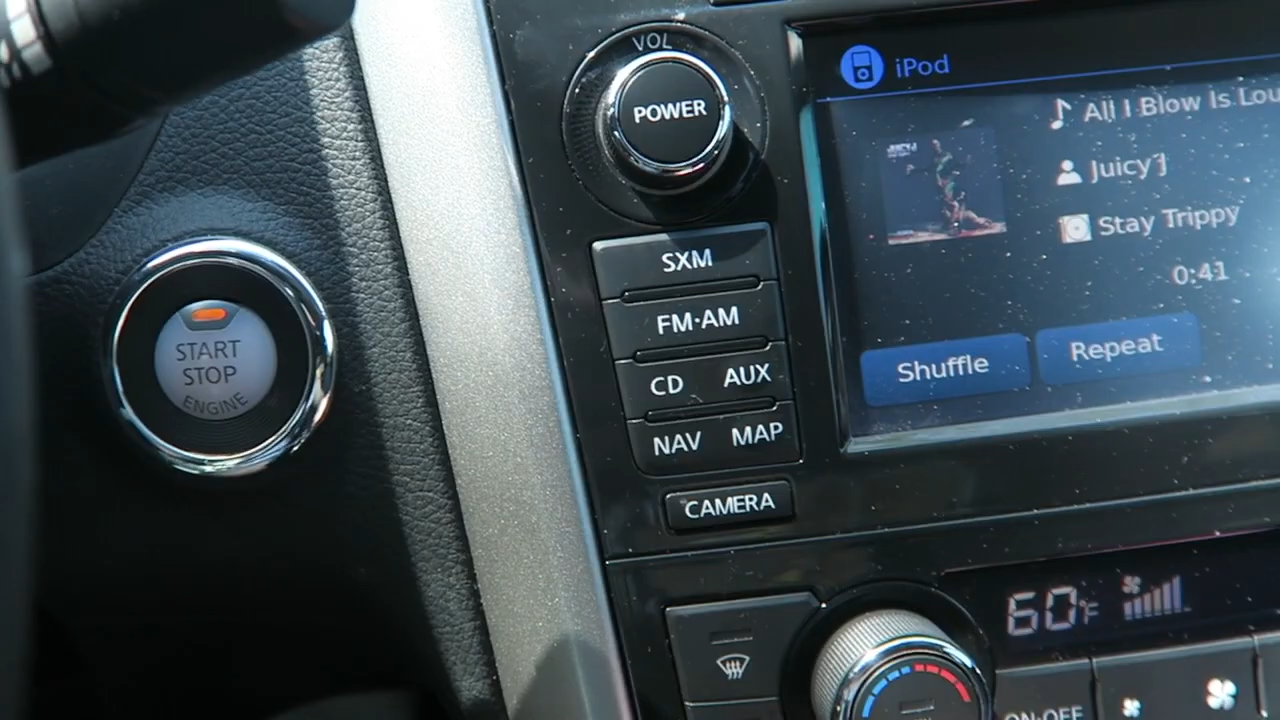 VOL
POWER
SXM
FM·AM
CD AUX
NAV MAP
CAMERA
START
STOP
ENGINE
iPod
All I Blow Is Lou
Juicy J
Stay Trippy
0:41
Shuffle
Repeat
60°F
ON·OFF